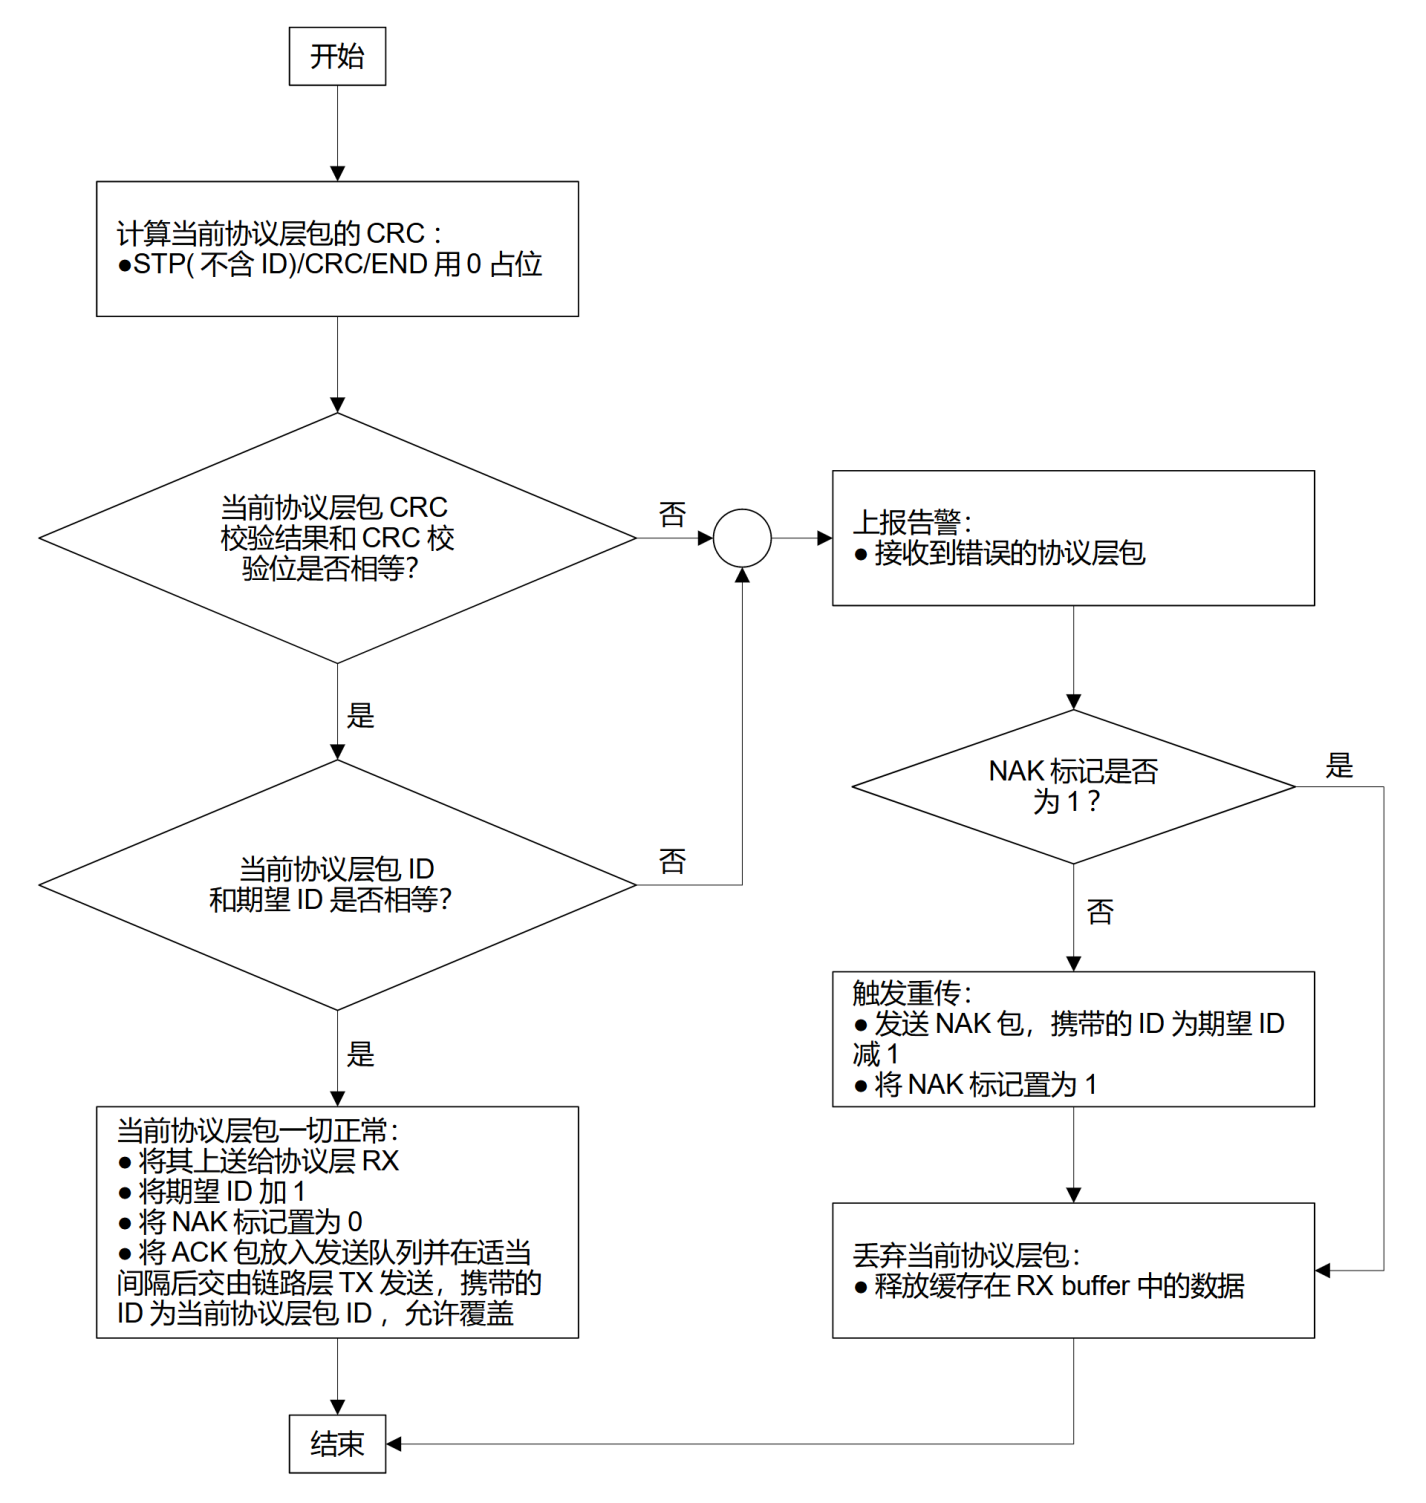 开始
计算当前协议层包的 CRC：
●STP( 不含 ID)/CRC/END 用 0 占位
当前协议层包 CRC
校验结果和 CRC 校
验位是否相等？
否
上报告警：
● 接收到错误的协议层包
是
NAK 标记是否
为 1？
是
当前协议层包 ID
和期望 ID 是否相等？
否
否
触发重传：
● 发送 NAK 包，携带的 ID 为期望 ID
减 1
● 将 NAK 标记置为 1
是
当前协议层包一切正常：
● 将其上送给协议层 RX
● 将期望 ID 加 1
● 将 NAK 标记置为 0
● 将 ACK 包放入发送队列并在适当
间隔后交由链路层 TX 发送，携带的
ID 为当前协议层包 ID ，允许覆盖
丢弃当前协议层包：
● 释放缓存在 RX buffer 中的数据
结束